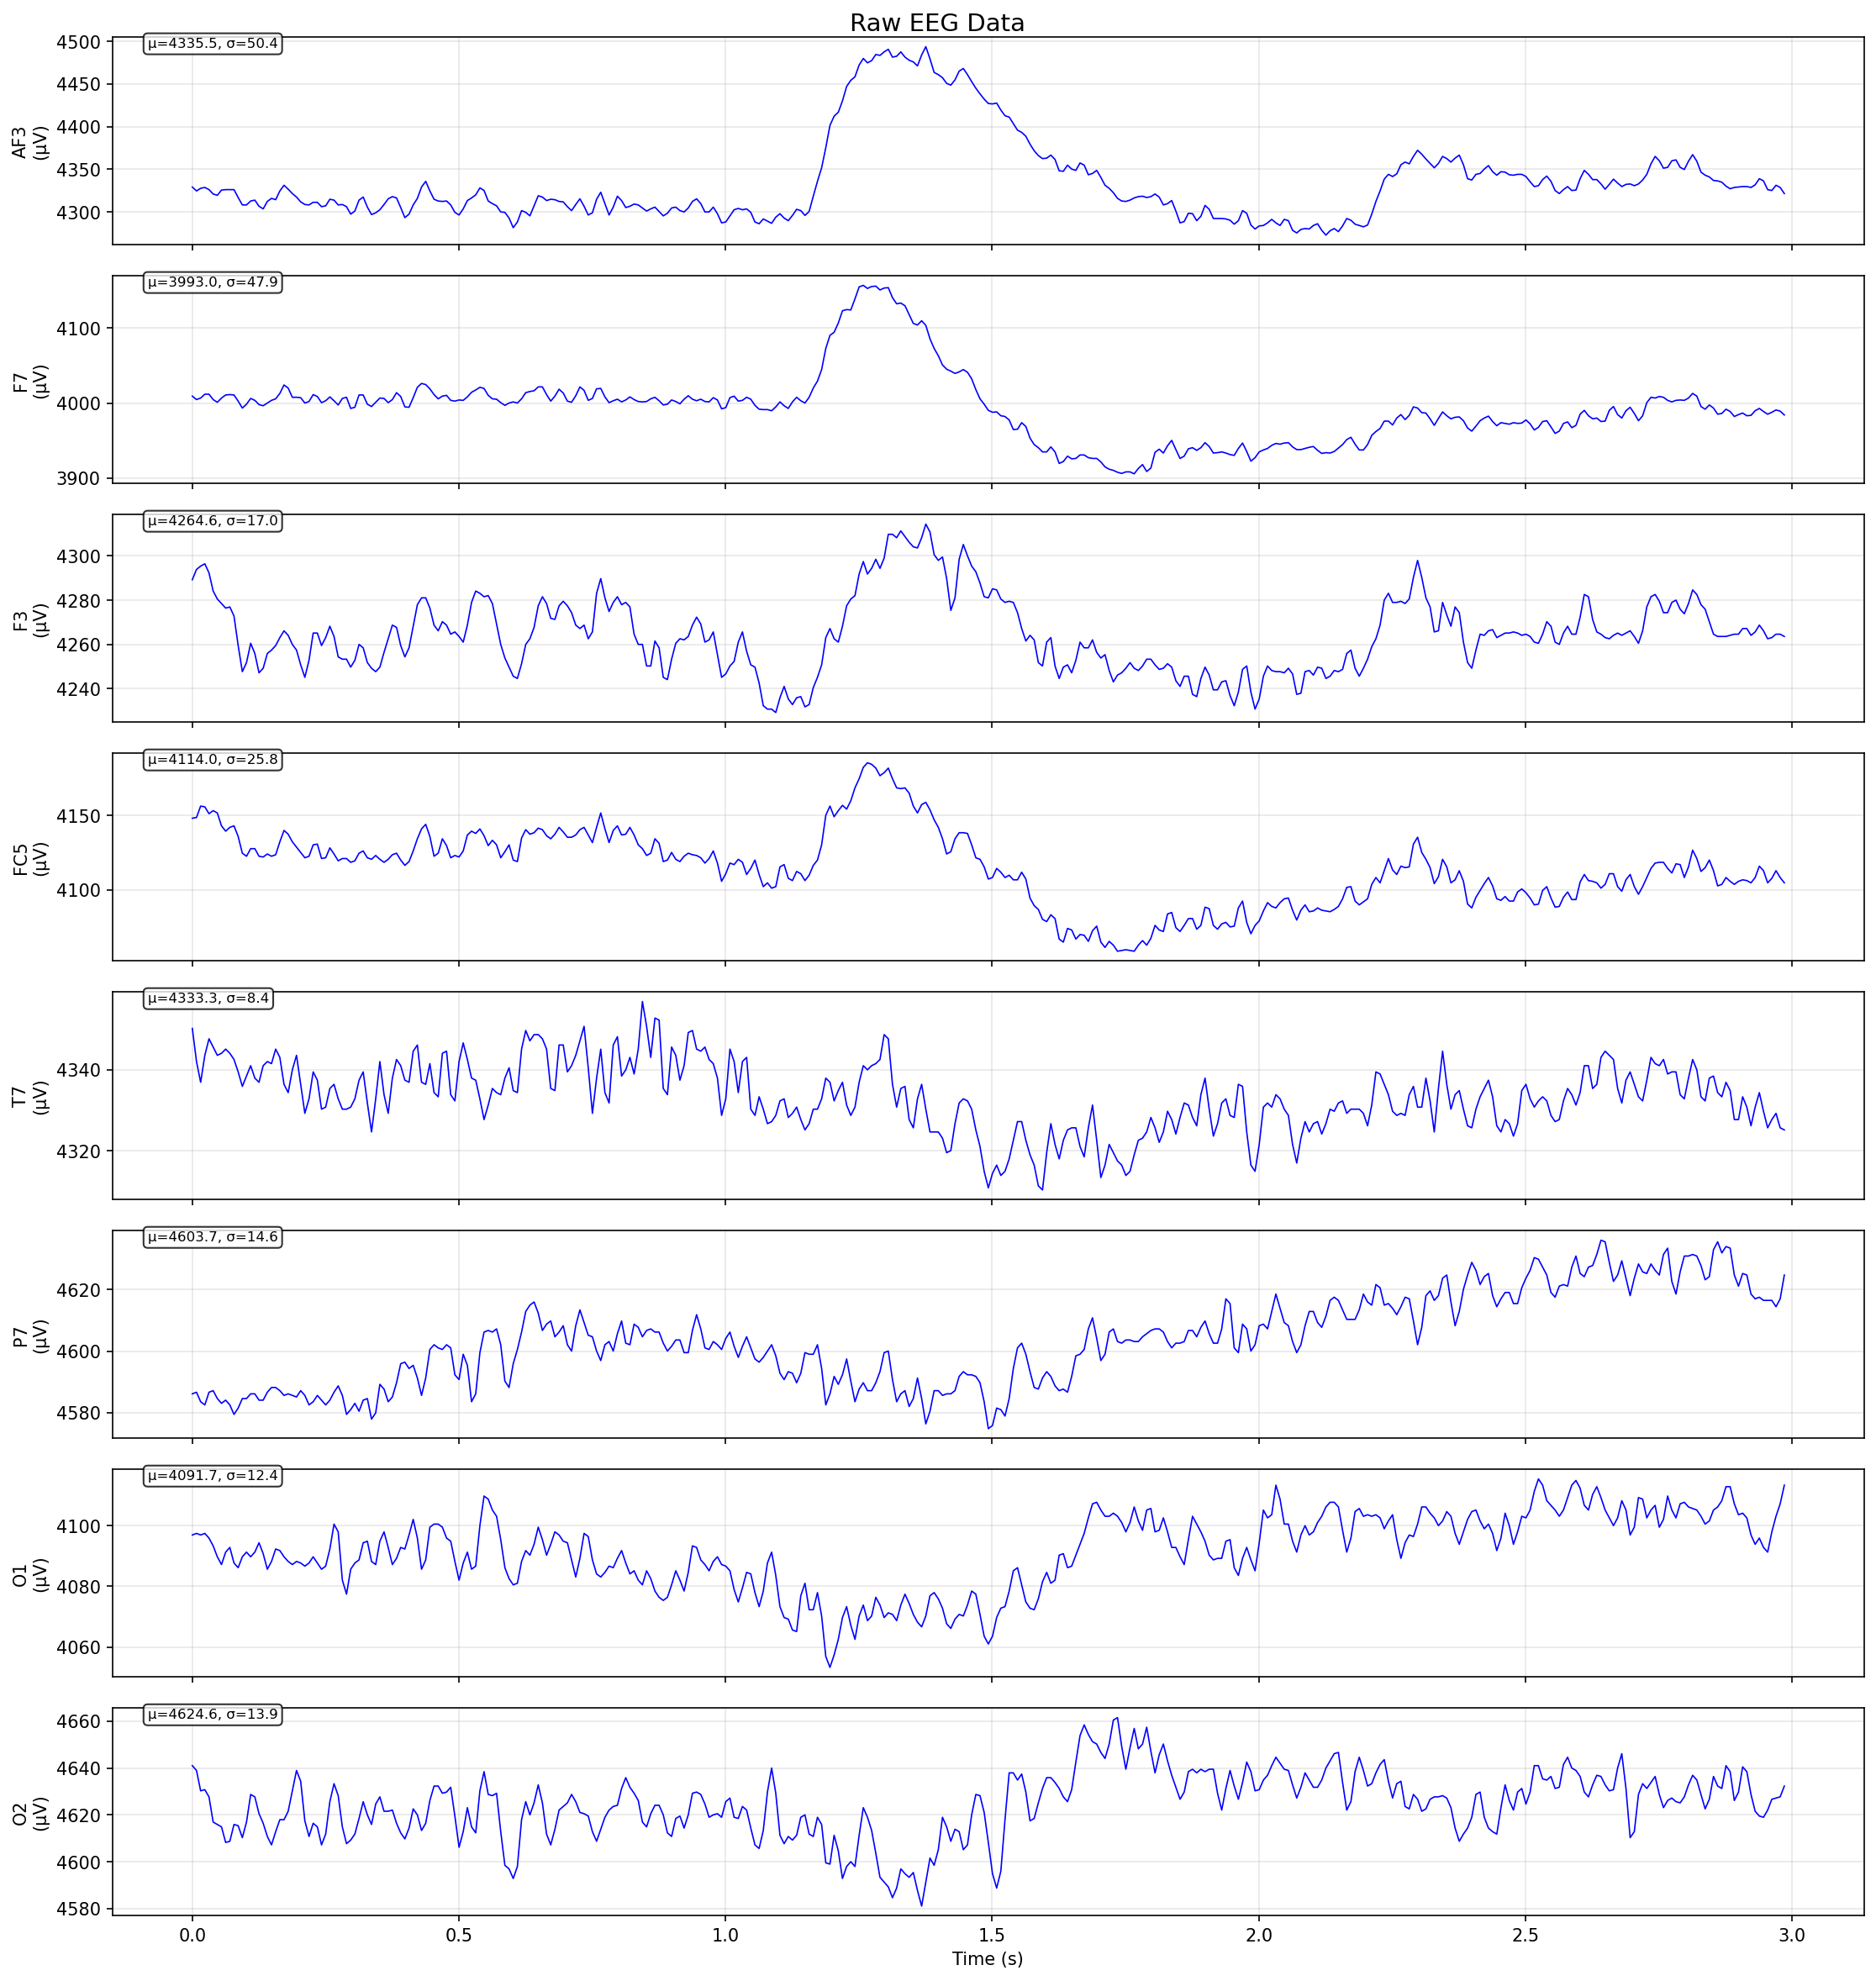 Raw EEG Data
μ=4335.5, σ=50.4
4500
4450
4400
4350
4300
AF3
(μV)
μ=3993.0, σ=47.9
4100
4000
3900
F7
(μV)
μ=4264.6, σ=17.0
4300
4280
4260
4240
F3
(μV)
μ=4114.0, σ=25.8
4150
4100
FC5
(μV)
μ=4333.3, σ=8.4
4340
4320
T7
(μV)
μ=4603.7, σ=14.6
4620
4600
4580
P7
(μV)
μ=4091.7, σ=12.4
4100
4080
4060
O1
(μV)
μ=4624.6, σ=13.9
4660
4640
4620
4600
4580
O2
(μV)
0.0 0.5 1.0 1.5 2.0 2.5 3.0
Time (s)